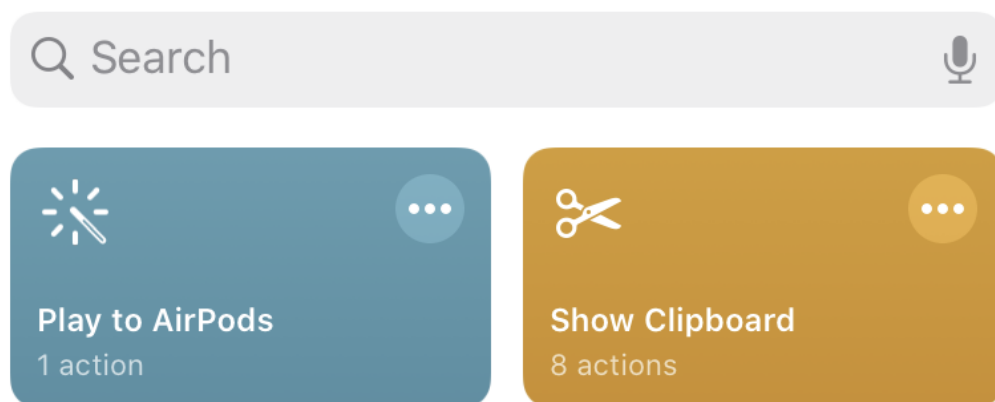 Search
Play to AirPods
1 action
Show Clipboard
8 actions